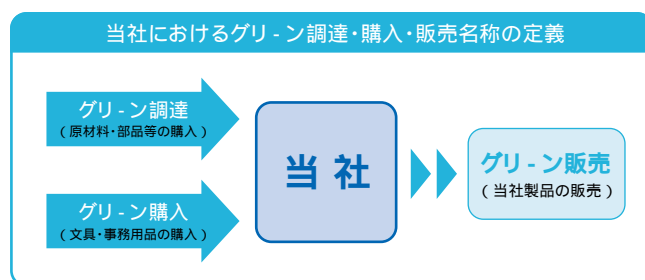 当社におけるグリ-ン調達・購入・販売名称の定義
グリ-ン調達
(原材料・部品等の購入)
グリ-ン購入
(文具・事務用品の購入)
当社
グリ-ン販売
(当社製品の販売)